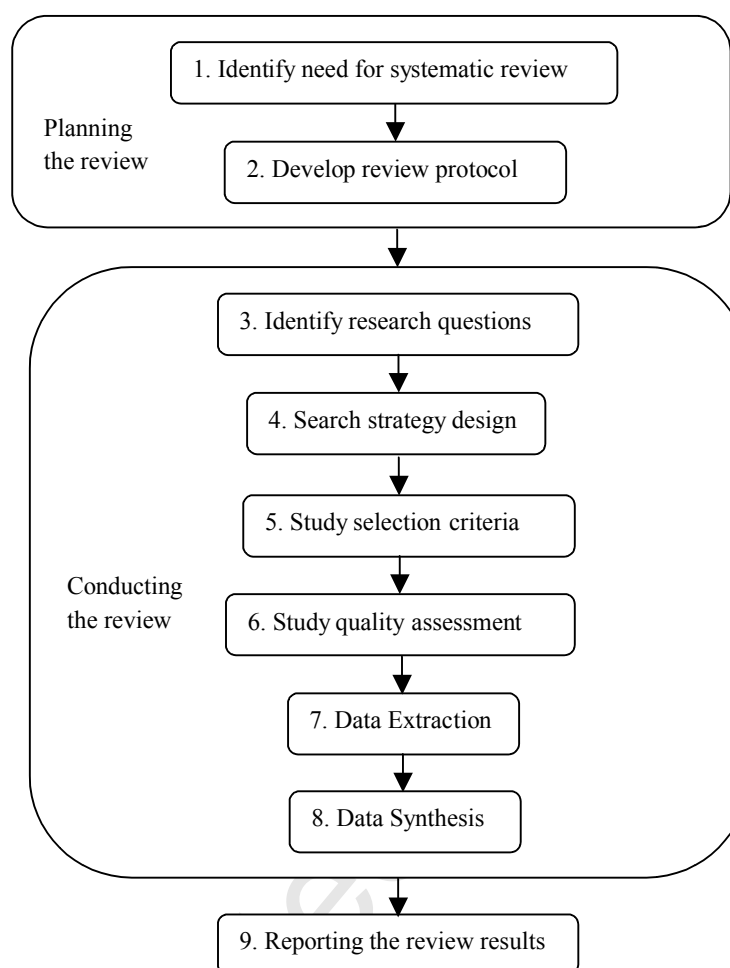 1. Identify need for systematic review
Planning
the review
2. Develop review protocol
3. Identify research questions
4. Search strategy design
5. Study selection criteria
6. Study quality assessment
Conducting
the review
7. Data Extraction
8. Data Synthesis
9. Reporting the review results